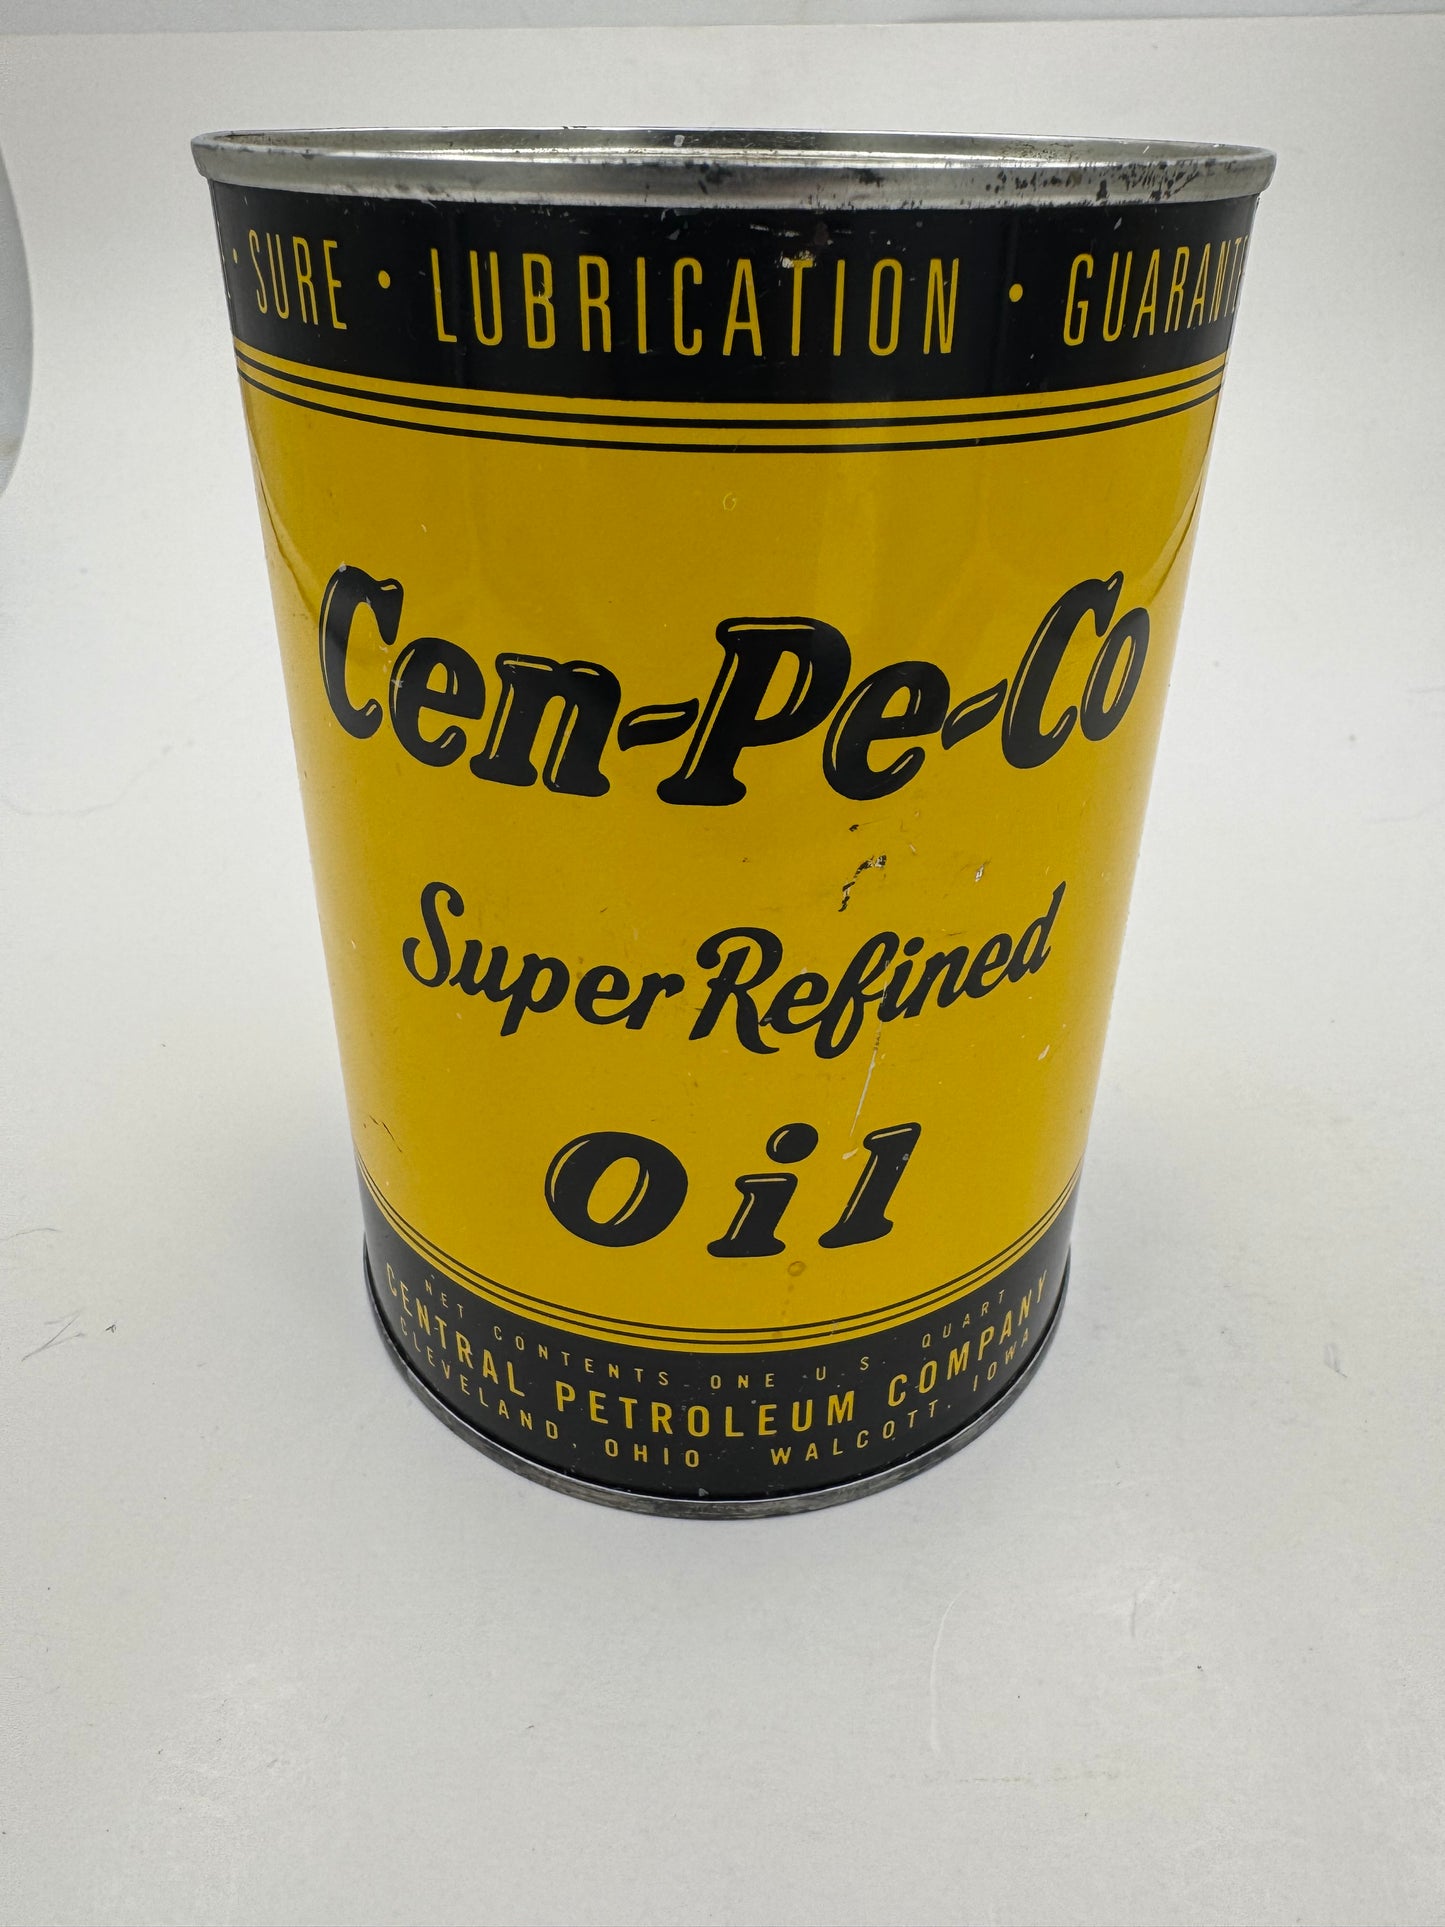 · SURE · LUBRICATION · GUARANTE
Cen-Pe-Co
Super Refined
Oil
NET CONTENTS ONE U.S. QUART
CENTRAL PETROLEUM COMPANY
CLEVELAND, OHIO WALCOTT, IOWA